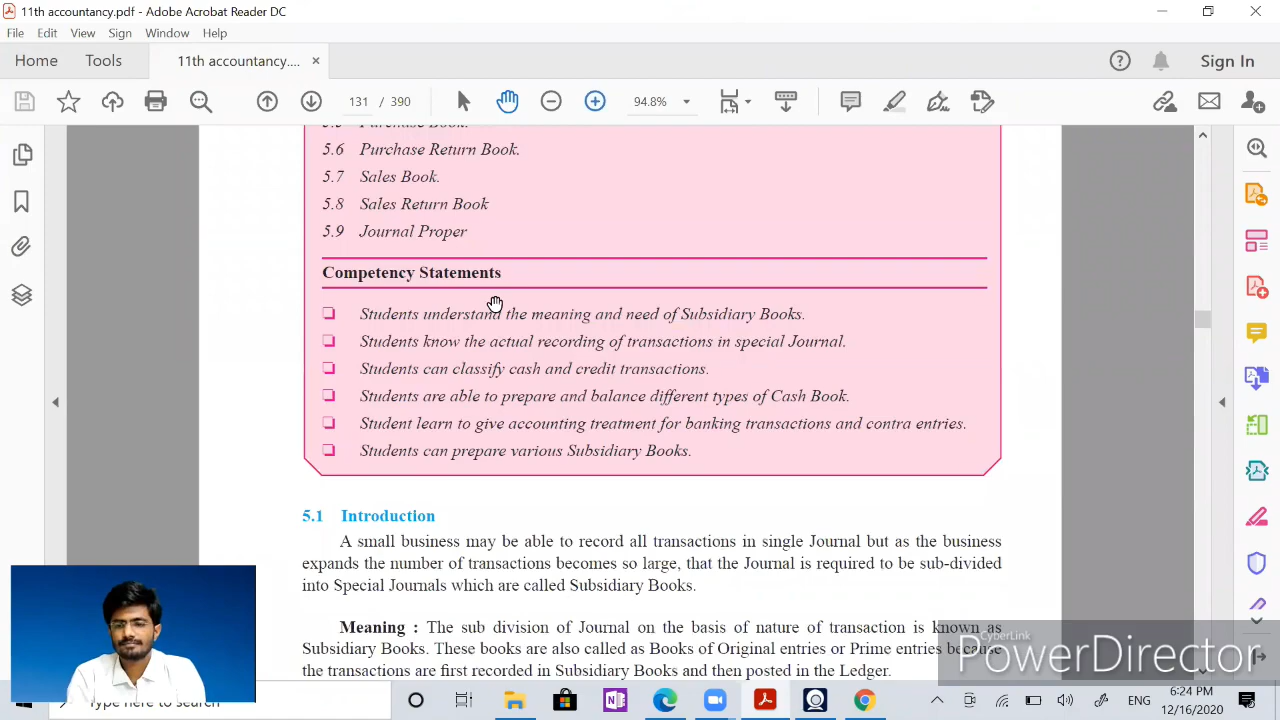 11th accountancy.pdf - Adobe Acrobat Reader DC
File Edit View Sign Window Help
Home Tools 11th accountancy.... × Sign In
131 / 390 94.8%
Purchase Book.
5.6 Purchase Return Book.
5.7 Sales Book.
5.8 Sales Return Book
5.9 Journal Proper
Competency Statements
Students understand the meaning and need of Subsidiary Books.
Students know the actual recording of transactions in special Journal.
Students can classify cash and credit transactions.
Students are able to prepare and balance different types of Cash Book.
Student learn to give accounting treatment for banking transactions and contra entries.
Students can prepare various Subsidiary Books.
5.1 Introduction
A small business may be able to record all transactions in single Journal but as the business
expands the number of transactions becomes so large, that the Journal is required to be sub-divided
into Special Journals which are called Subsidiary Books.
Meaning : The sub division of Journal on the basis of nature of transaction is known as
Subsidiary Books. These books are also called as Books of Original entries or Prime entries because
the transactions are first recorded in Subsidiary Books and then posted in the Ledger.
CyberLink
PowerDirector
Type here to search
ENG
6:24 PM
12/16/2020